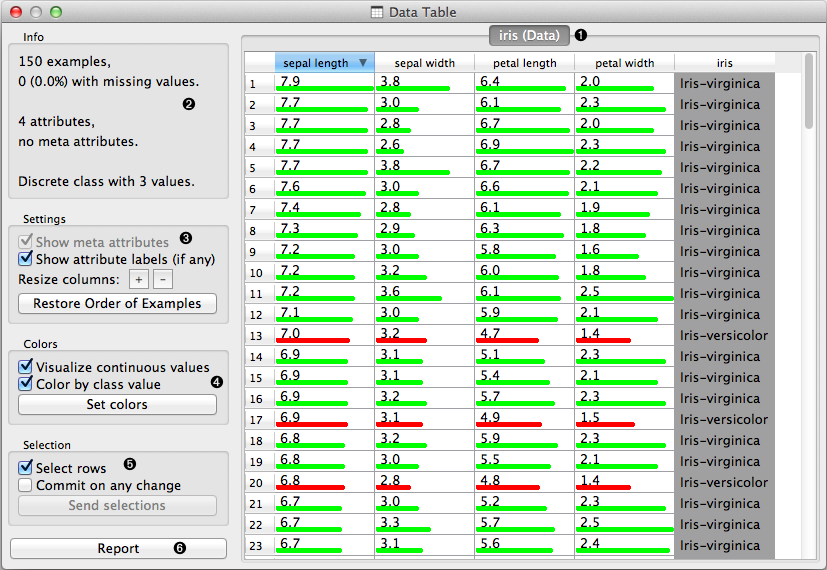 Data Table
Info
150 examples,
0 (0.0%) with missing values.
❷
4 attributes,
no meta attributes.
Discrete class with 3 values.
Settings
Show meta attributes ❸
Show attribute labels (if any)
Resize columns: + -
Restore Order of Examples
Colors
Visualize continuous values
Color by class value ❹
Set colors
Selection
Select rows ❺
Commit on any change
Send selections
Report ❻
iris (Data) ❶
sepal length ▼ sepal width petal length petal width iris
1 7.9 3.8 6.4 2.0 Iris-virginica
2 7.7 3.0 6.1 2.3 Iris-virginica
3 7.7 2.8 6.7 2.0 Iris-virginica
4 7.7 2.6 6.9 2.3 Iris-virginica
5 7.7 3.8 6.7 2.2 Iris-virginica
6 7.6 3.0 6.6 2.1 Iris-virginica
7 7.4 2.8 6.1 1.9 Iris-virginica
8 7.3 2.9 6.3 1.8 Iris-virginica
9 7.2 3.0 5.8 1.6 Iris-virginica
10 7.2 3.2 6.0 1.8 Iris-virginica
11 7.2 3.6 6.1 2.5 Iris-virginica
12 7.1 3.0 5.9 2.1 Iris-virginica
13 7.0 3.2 4.7 1.4 Iris-versicolor
14 6.9 3.1 5.1 2.3 Iris-virginica
15 6.9 3.1 5.4 2.1 Iris-virginica
16 6.9 3.2 5.7 2.3 Iris-virginica
17 6.9 3.1 4.9 1.5 Iris-versicolor
18 6.8 3.2 5.9 2.3 Iris-virginica
19 6.8 3.0 5.5 2.1 Iris-virginica
20 6.8 2.8 4.8 1.4 Iris-versicolor
21 6.7 3.0 5.2 2.3 Iris-virginica
22 6.7 3.3 5.7 2.5 Iris-virginica
23 6.7 3.1 5.6 2.4 Iris-virginica